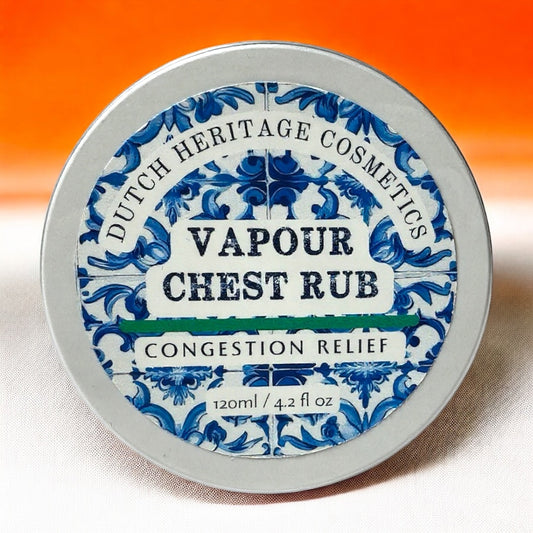 DUTCH HERITAGE COSMETICS
VAPOUR
CHEST RUB
CONGESTION RELIEF
120ml / 4.2 fl oz